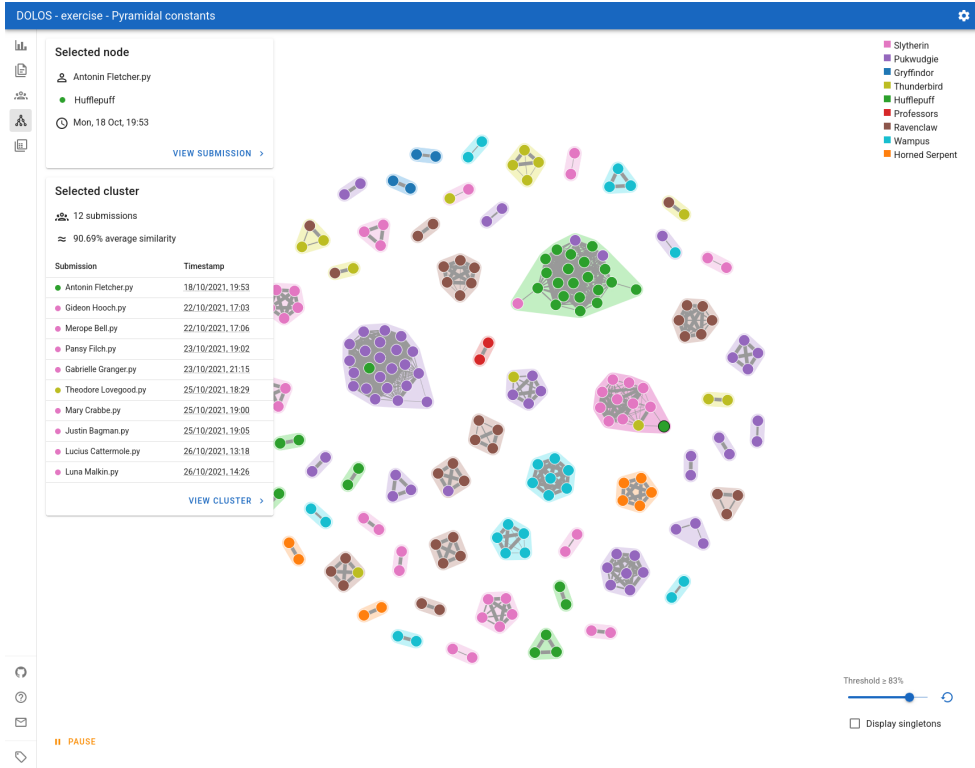 DOLOS - exercise - Pyramidal constants
Selected node
Antonin Fletcher.py
Hufflepuff
Mon, 18 Oct, 19:53
VIEW SUBMISSION
Selected cluster
12 submissions
≈ 90.69% average similarity
Submission Timestamp
Antonin Fletcher.py 18/10/2021, 19:53
Gideon Hooch.py 22/10/2021, 17:03
Merope Bell.py 22/10/2021, 17:06
Pansy Filch.py 23/10/2021, 19:02
Gabrielle Granger.py 23/10/2021, 21:15
Theodore Lovegood.py 25/10/2021, 18:29
Mary Crabbe.py 25/10/2021, 19:00
Justin Bagman.py 25/10/2021, 19:05
Lucius Cattermole.py 26/10/2021, 13:18
Luna Malkin.py 26/10/2021, 14:26
VIEW CLUSTER
Slytherin
Pukwudgie
Gryffindor
Thunderbird
Hufflepuff
Professors
Ravenclaw
Wampus
Horned Serpent
Threshold ≥ 83%
Display singletons
PAUSE